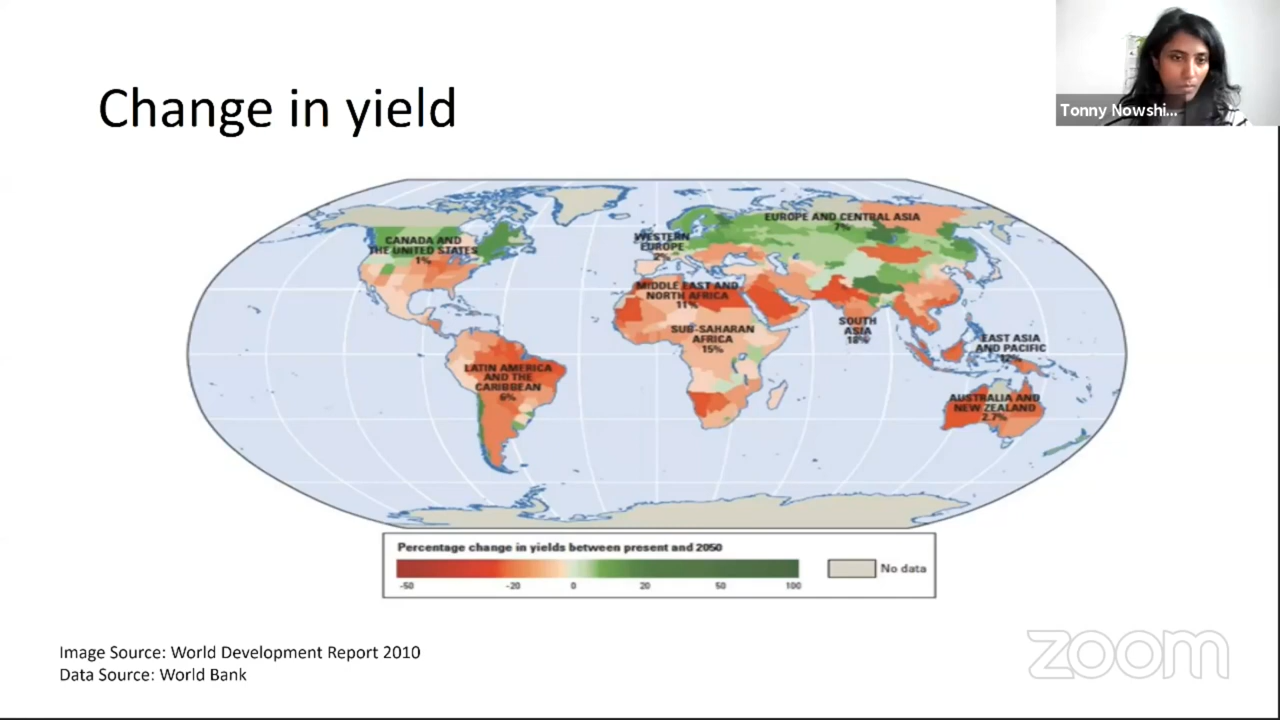 Change in yield
Tonny Nowshi...
EUROPE AND CENTRAL ASIA
7%
CANADA AND
THE UNITED STATES
1%
WESTERN
EUROPE
2%
MIDDLE EAST AND
NORTH AFRICA
11%
SUB-SAHARAN
AFRICA
15%
SOUTH
ASIA
18%
EAST ASIA
AND PACIFIC
12%
LATIN AMERICA
AND THE
CARIBBEAN
6%
AUSTRALIA AND
NEW ZEALAND
2.7%
Percentage change in yields between present and 2050
-50 -20 0 20 50 100
No data
Image Source: World Development Report 2010
Data Source: World Bank
zoom